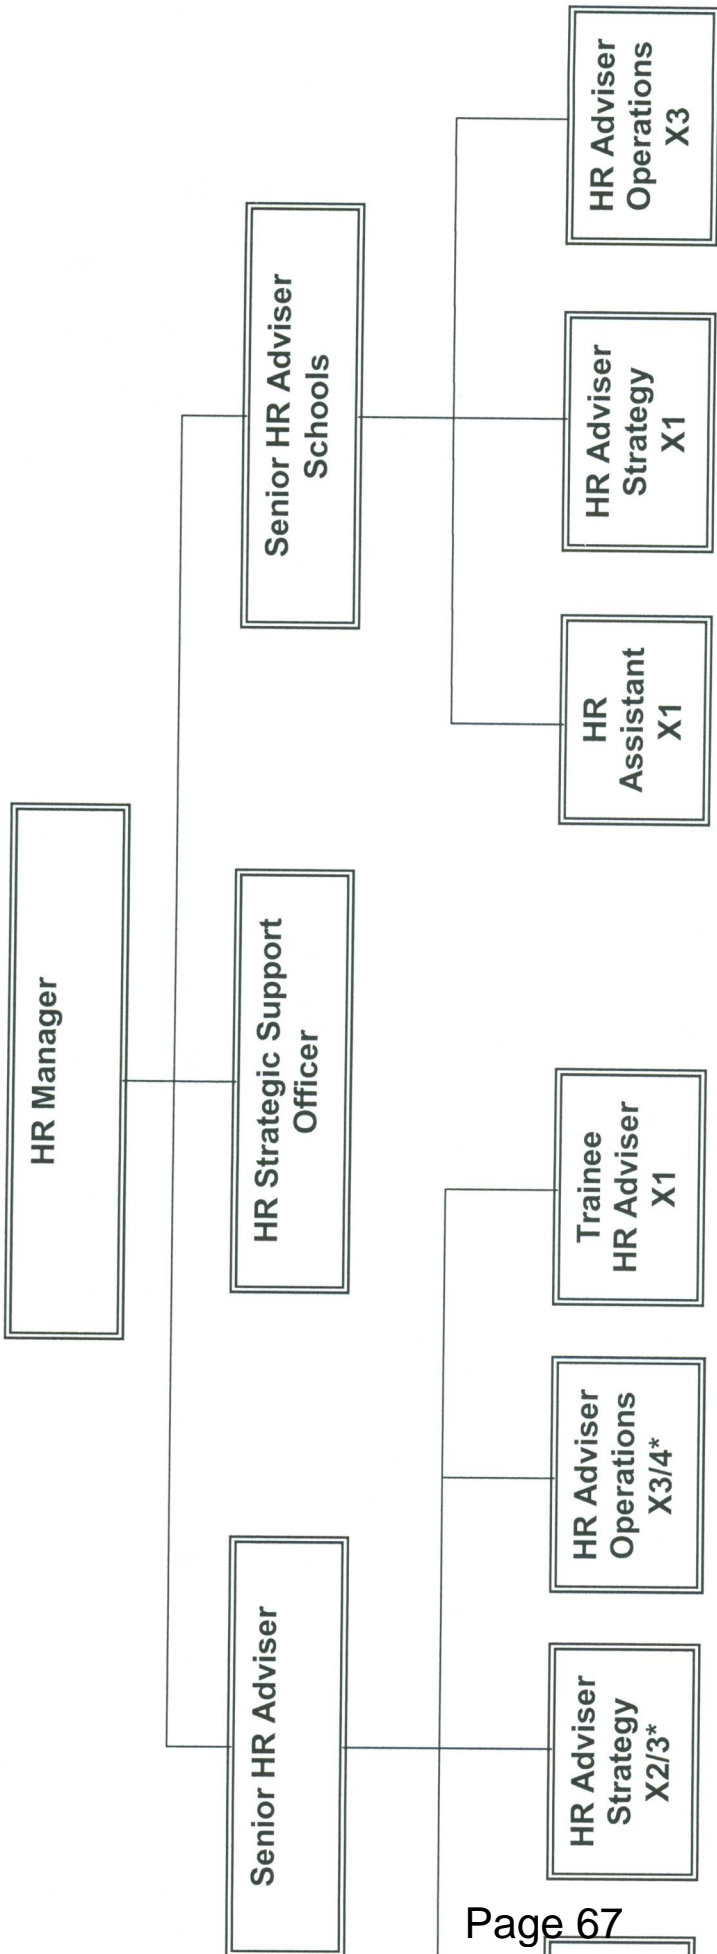 HR Manager
Senior HR Adviser
HR Strategic Support
Officer
Senior HR Adviser
Schools
HR Adviser
Strategy
X2/3*
HR Adviser
Operations
X3/4*
Trainee
HR Adviser
X1
HR
Assistant
X1
HR Adviser
Strategy
X1
HR Adviser
Operations
X3
Page 67